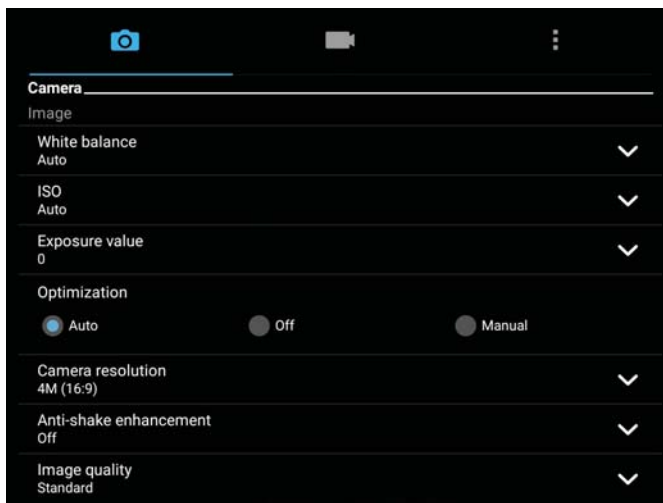 Camera
Image
White balance
Auto
ISO
Auto
Exposure value
0
Optimization
Auto Off Manual
Camera resolution
4M (16:9)
Anti-shake enhancement
Off
Image quality
Standard